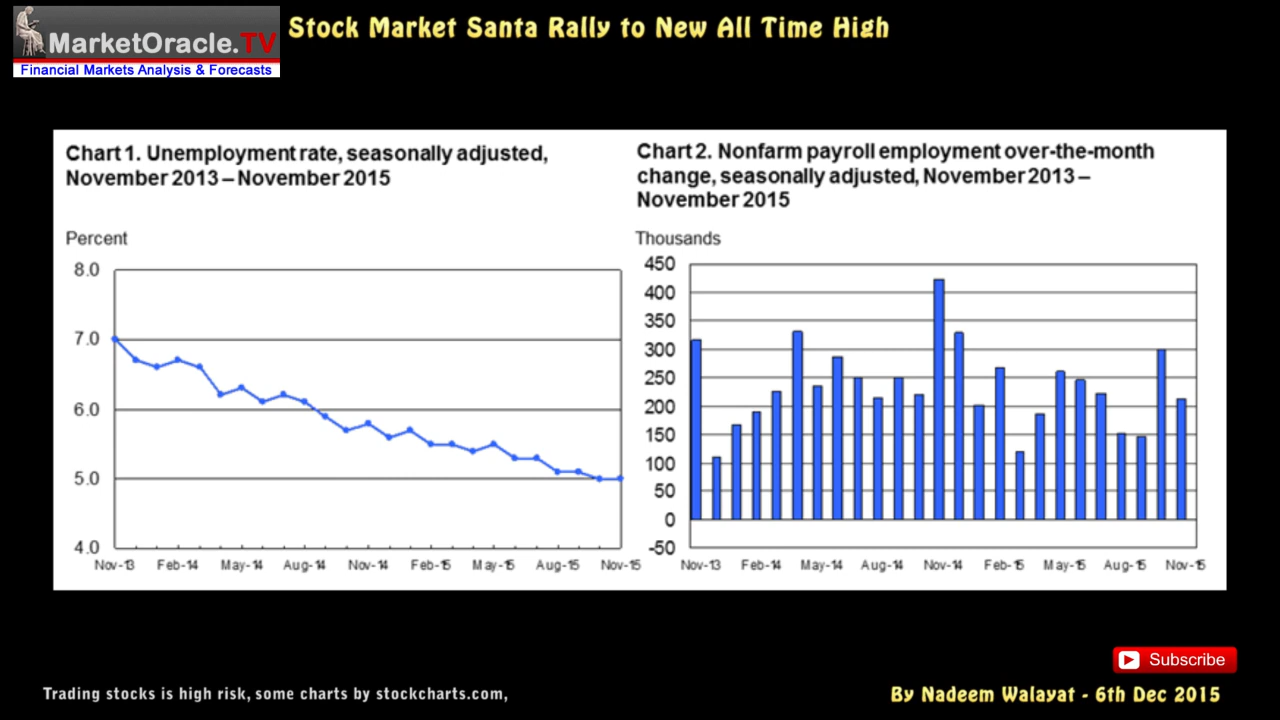 MarketOracle.TV
Financial Markets Analysis & Forecasts
Stock Market Santa Rally to New All Time High
Chart 1. Unemployment rate, seasonally adjusted,
November 2013 – November 2015
Percent
8.0
7.0
6.0
5.0
4.0
Nov-13 Feb-14 May-14 Aug-14 Nov-14 Feb-15 May-15 Aug-15 Nov-15
Chart 2. Nonfarm payroll employment over-the-month
change, seasonally adjusted, November 2013 –
November 2015
Thousands
450
400
350
300
250
200
150
100
50
0
-50
Nov-13 Feb-14 May-14 Aug-14 Nov-14 Feb-15 May-15 Aug-15 Nov-15
Subscribe
Trading stocks is high risk, some charts by stockcharts.com,
By Nadeem Walayat - 6th Dec 2015